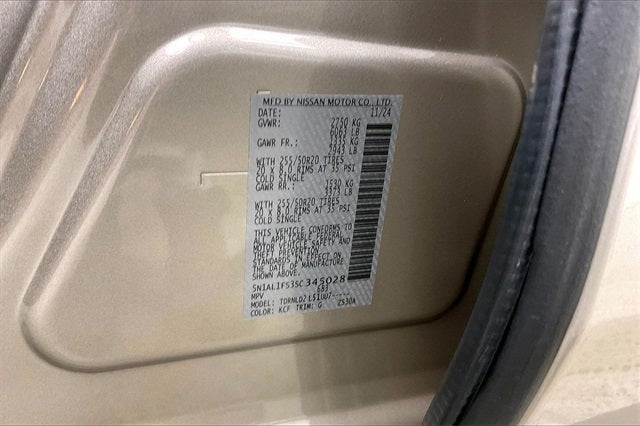 MFD BY NISSAN MOTOR CO., LTD.
DATE: 11/24
GVWR: 2750 KG
6063 LB
GAWR FR.: 1335 KG
2943 LB
WITH 255/50R20 TIRES
20 X 8.0 RIMS AT 35 PSI
COLD SINGLE
GAWR RR.: 1530 KG
3373 LB
WITH 255/50R20 TIRES
20 X 8.0 RIMS AT 35 PSI
COLD SINGLE
THIS VEHICLE CONFORMS TO
ALL APPLICABLE FEDERAL
MOTOR VEHICLE SAFETY AND
THEFT PREVENTION
STANDARDS IN EFFECT ON
THE DATE OF MANUFACTURE
SHOWN ABOVE.
5N1AL1FS3SC345028
683
MPV
MODEL: TDRNLD2 L51UU7-----
COLOR: KCF TRIM: G Z530A